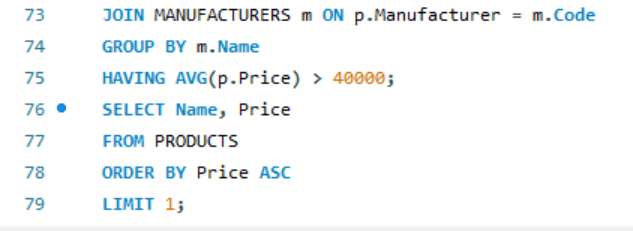 73 JOIN MANUFACTURERS m ON p.Manufacturer = m.Code
74 GROUP BY m.Name
75 HAVING AVG(p.Price) > 40000;
76 SELECT Name, Price
77 FROM PRODUCTS
78 ORDER BY Price ASC
79 LIMIT 1;